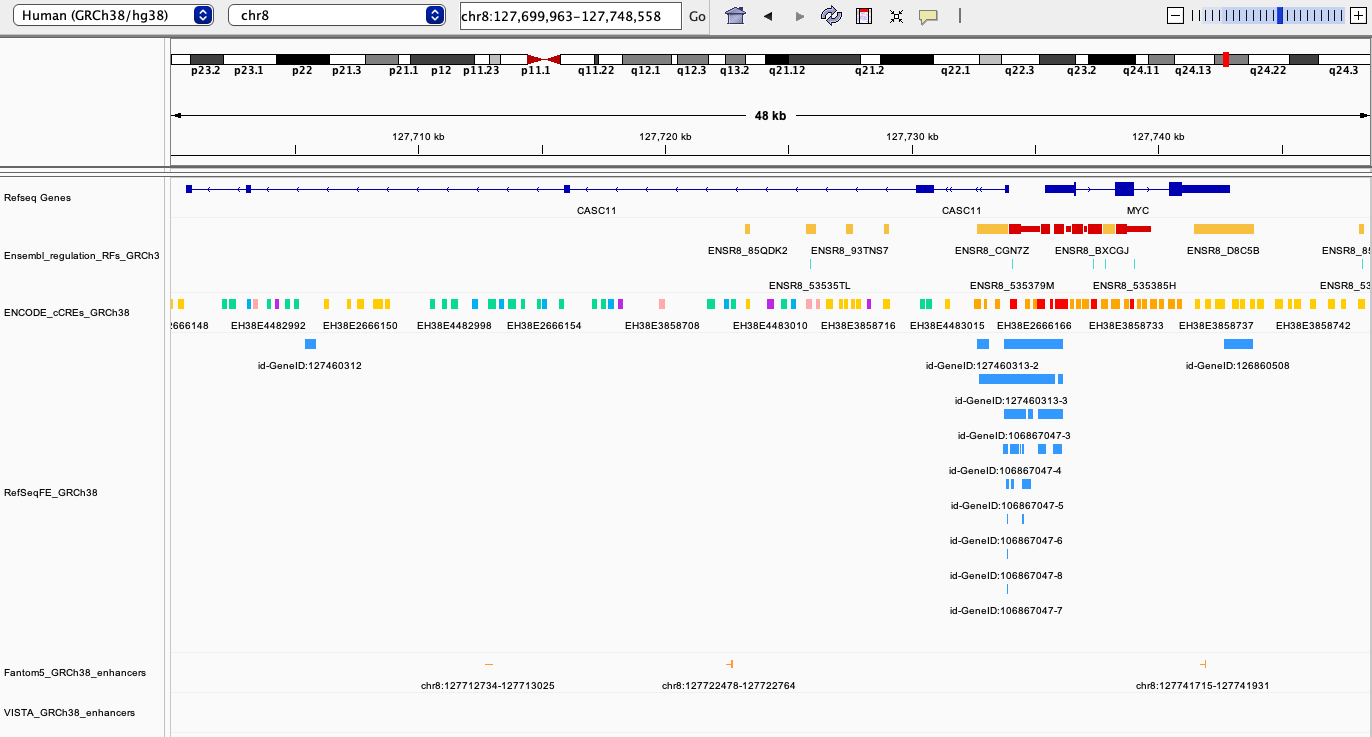 Human (GRCh38/hg38) chr8 chr8:127,699,963-127,748,558 Go
p23.2 p23.1 p22 p21.3 p21.1 p12 p11.23 p11.1 q11.22 q12.1 q12.3 q13.2 q21.12 q21.2 q22.1 q22.3 q23.2 q24.11 q24.13 q24.22 q24.3
48 kb
127,710 kb 127,720 kb 127,730 kb 127,740 kb
Refseq Genes
CASC11 CASC11 MYC
Ensembl_regulation_RFs_GRCh3
ENSR8_85QDK2 ENSR8_93TNS7 ENSR8_CGN7Z ENSR8_BXCGJ ENSR8_D8C5B ENSR8_8
ENSR8_53535TL ENSR8_535379M ENSR8_535385H ENSR8_53
ENCODE_cCREs_GRCh38
2666148 EH38E4482992 EH38E2666150 EH38E4482998 EH38E2666154 EH38E3858708 EH38E4483010 EH38E3858716 EH38E4483015 EH38E2666166 EH38E3858733 EH38E3858737 EH38E3858742
id-GeneID:127460312 id-GeneID:127460313-2 id-GeneID:126860508
id-GeneID:127460313-3
id-GeneID:106867047-3
id-GeneID:106867047-4
RefSeqFE_GRCh38
id-GeneID:106867047-5
id-GeneID:106867047-6
id-GeneID:106867047-8
id-GeneID:106867047-7
Fantom5_GRCh38_enhancers
chr8:127712734-127713025 chr8:127722478-127722764 chr8:127741715-127741931
VISTA_GRCh38_enhancers